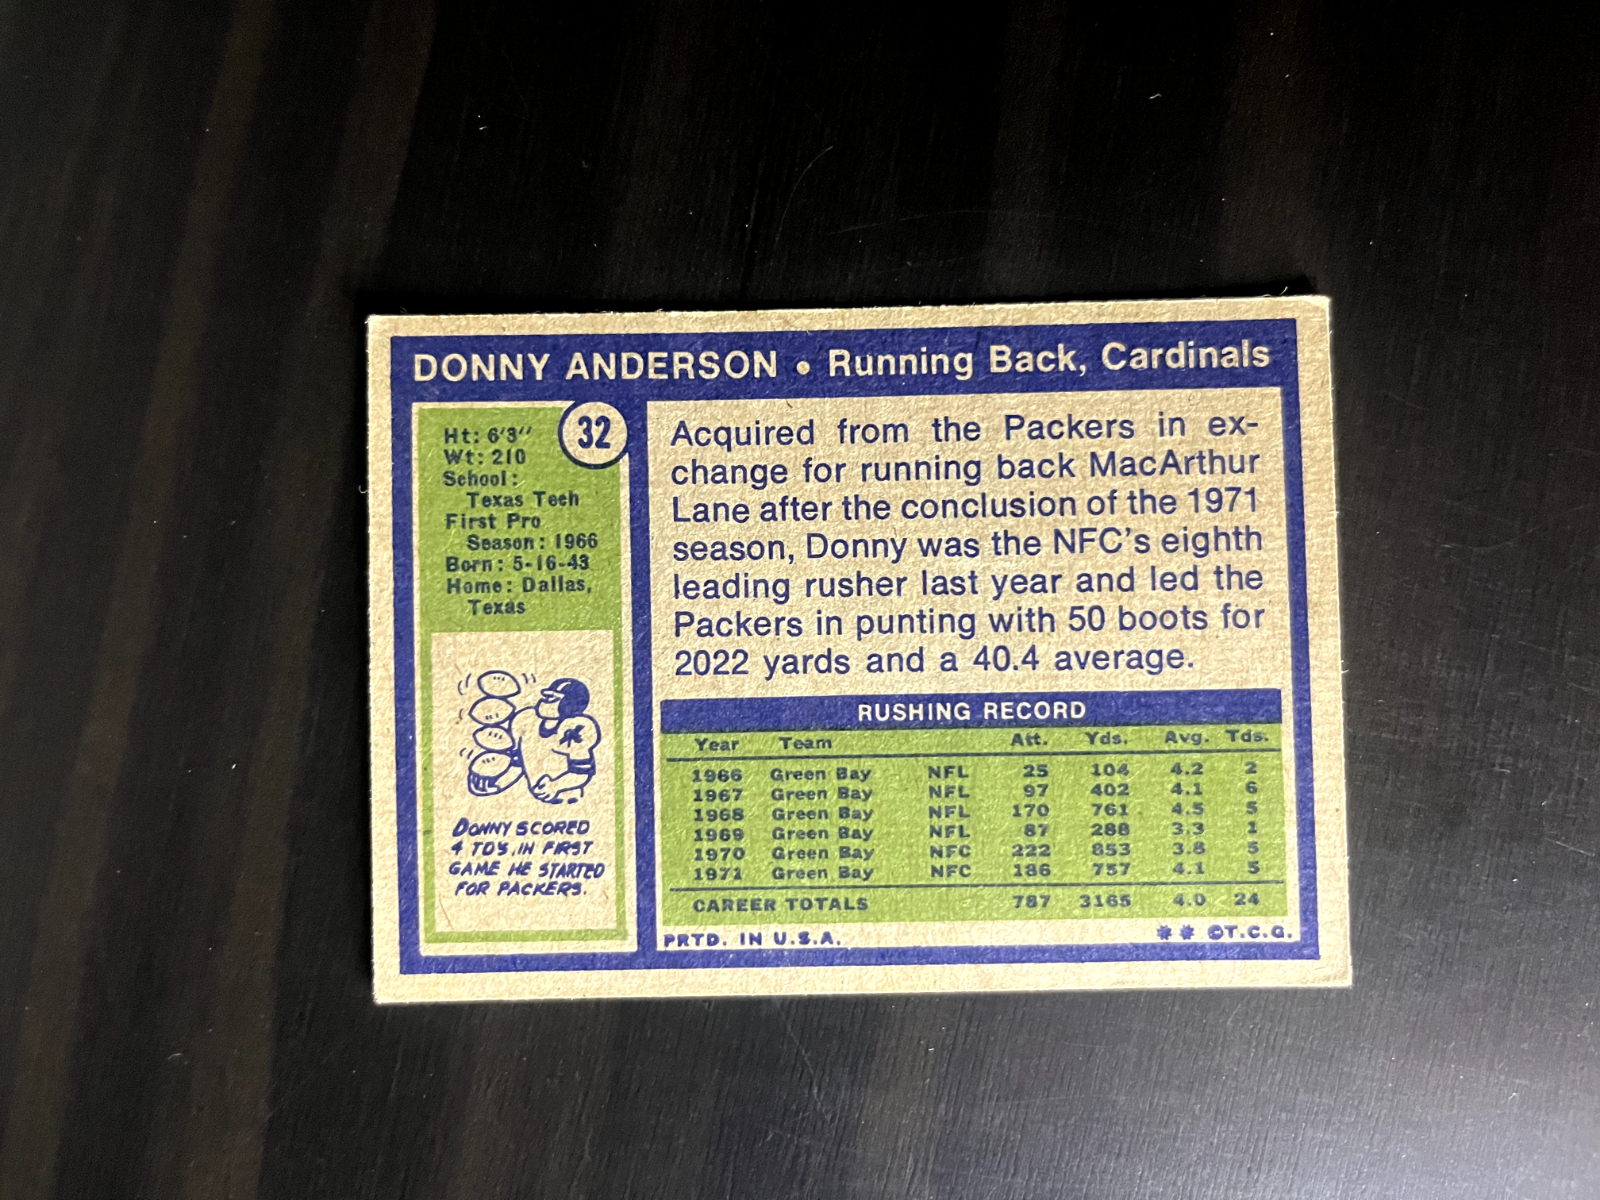 DONNY ANDERSON • Running Back, Cardinals
32
Ht: 6'3"
Wt: 210
School:
Texas Tech
First Pro
Season: 1966
Born: 5-16-43
Home: Dallas,
Texas
DONNY SCORED
4 TD'S IN FIRST
GAME HE STARTED
FOR PACKERS.
Acquired from the Packers in ex-
change for running back MacArthur
Lane after the conclusion of the 1971
season, Donny was the NFC's eighth
leading rusher last year and led the
Packers in punting with 50 boots for
2022 yards and a 40.4 average.
RUSHING RECORD
Year Team Att. Yds. Avg. Tds.
1966 Green Bay NFL 25 104 4.2 2
1967 Green Bay NFL 97 402 4.1 6
1968 Green Bay NFL 170 761 4.5 5
1969 Green Bay NFL 87 288 3.3 1
1970 Green Bay NFC 222 853 3.8 5
1971 Green Bay NFC 186 757 4.1 5
CAREER TOTALS 787 3165 4.0 24
PRTD. IN U.S.A. ** ©T.C.G.